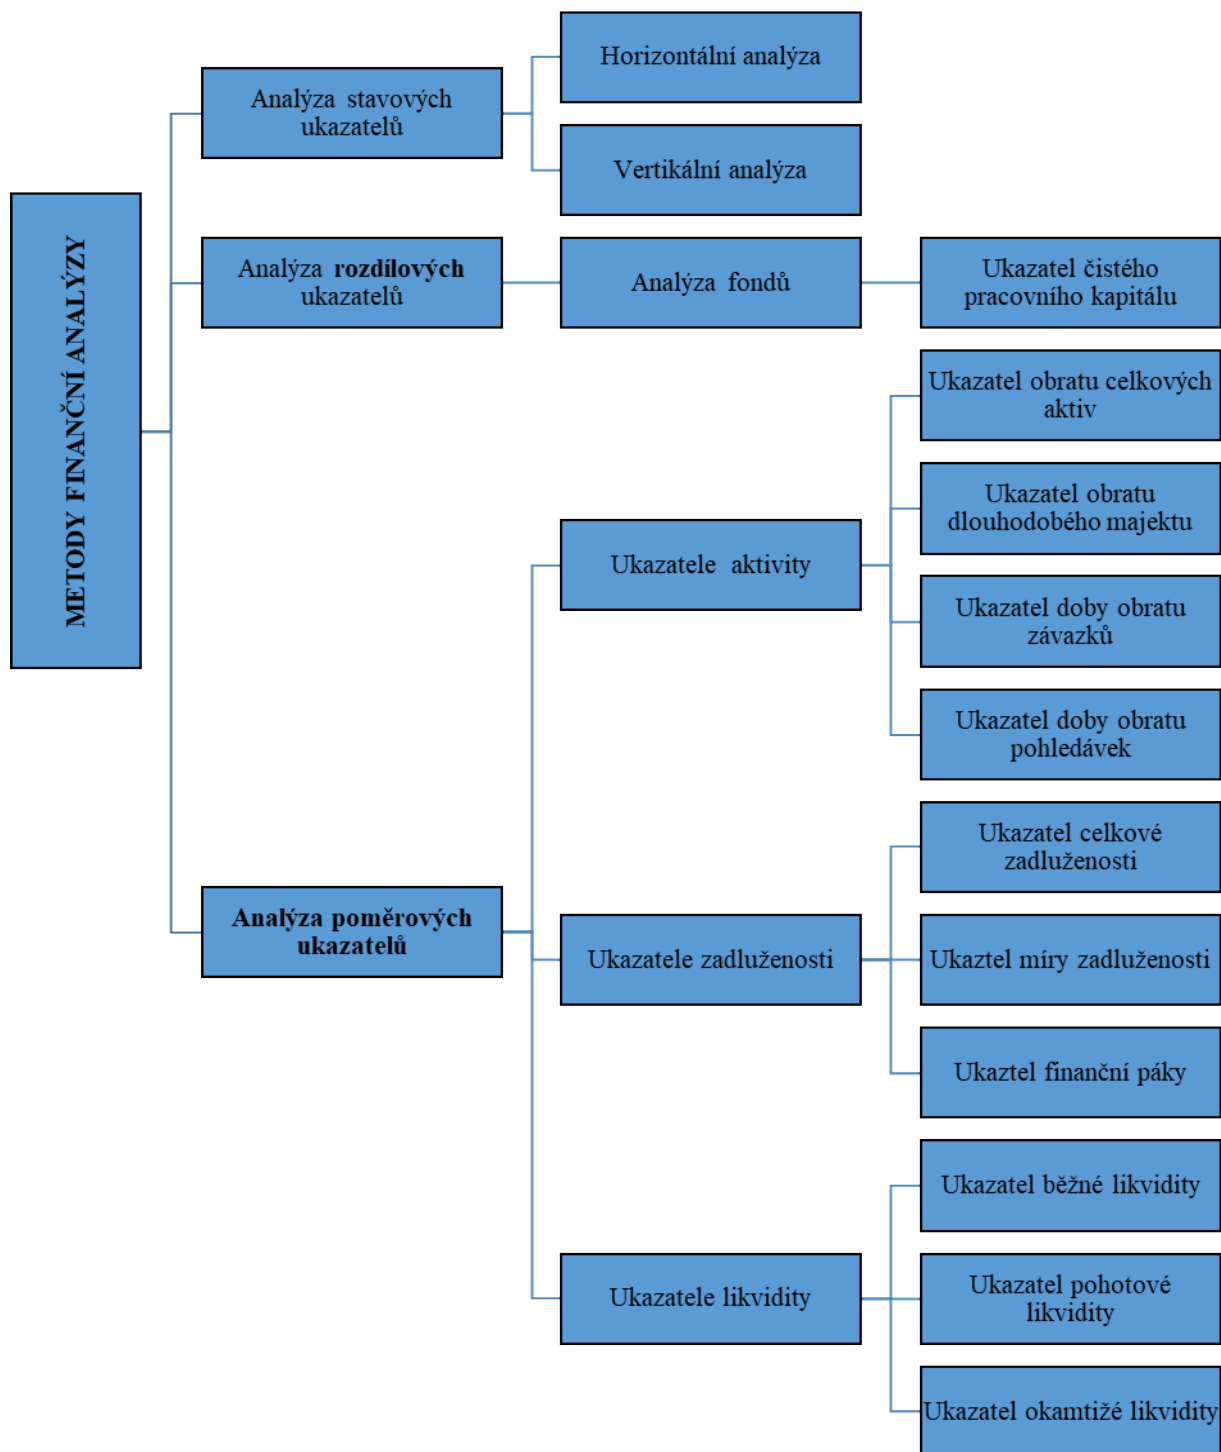 METODY FINANČNÍ ANALÝZY
Analýza stavových
ukazatelů
Horizontální analýza
Vertikální analýza
Analýza rozdílových
ukazatelů
Analýza fondů
Ukazatel čistého
pracovního kapitálu
Analýza poměrových
ukazatelů
Ukazatele aktivity
Ukazatel obratu celkových
aktiv
Ukazatel obratu
dlouhodobého majektu
Ukazatel doby obratu
závazků
Ukazatel doby obratu
pohledávek
Ukazatele zadluženosti
Ukazatel celkové
zadluženosti
Ukaztel míry zadluženosti
Ukaztel finanční páky
Ukazatele likvidity
Ukazatel běžné likvidity
Ukazatel pohotové
likvidity
Ukazatel okamtižé likvidity